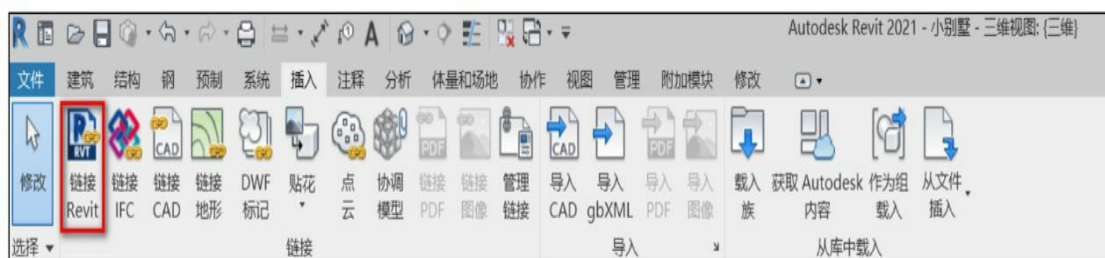 Autodesk Revit 2021 - 小别墅 - 三维视图: {三维}
文件 建筑 结构 钢 预制 系统 插入 注释 分析 体量和场地 协作 视图 管理 附加模块 修改
RVT CAD PDF CAD PDF
修改 链接 链接 链接 链接 DWF 贴花 点 协调 链接 链接 管理 导入 导入 导入 导入 载入 获取 Autodesk 作为组 从文件
Revit IFC CAD 地形 标记 云 模型 PDF 图像 链接 CAD gbXML PDF 图像 族 内容 载入 插入
选择 链接 导入 从库中载入